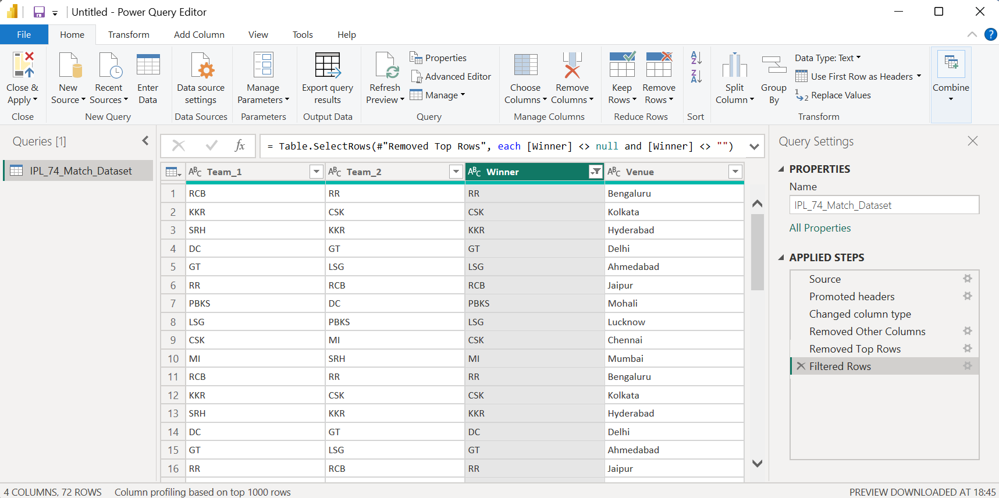 Untitled - Power Query Editor
File Home Transform Add Column View Tools Help
Close & Apply
Close
New Source
Recent Sources
Enter Data
New Query
Data source settings
Data Sources
Manage Parameters
Parameters
Export query results
Output Data
Refresh Preview
Properties
Advanced Editor
Manage
Query
Choose Columns
Remove Columns
Manage Columns
Keep Rows
Remove Rows
Reduce Rows
A Z
Z A
Sort
Split Column
Group By
Data Type: Text
Use First Row as Headers
1 2 Replace Values
Transform
Combine
Queries [1]
IPL_74_Match_Dataset
fx = Table.SelectRows(#"Removed Top Rows", each [Winner] <> null and [Winner] <> "")
ABC Team_1 ABC Team_2 ABC Winner ABC Venue
1 RCB RR RR Bengaluru
2 KKR CSK CSK Kolkata
3 SRH KKR KKR Hyderabad
4 DC GT GT Delhi
5 GT LSG LSG Ahmedabad
6 RR RCB RCB Jaipur
7 PBKS DC PBKS Mohali
8 LSG PBKS LSG Lucknow
9 CSK MI CSK Chennai
10 MI SRH MI Mumbai
11 RCB RR RR Bengaluru
12 KKR CSK CSK Kolkata
13 SRH KKR KKR Hyderabad
14 DC GT DC Delhi
15 GT LSG GT Ahmedabad
16 RR RCB RR Jaipur
Query Settings
PROPERTIES
Name
IPL_74_Match_Dataset
All Properties
APPLIED STEPS
Source
Promoted headers
Changed column type
Removed Other Columns
Removed Top Rows
Filtered Rows
4 COLUMNS, 72 ROWS Column profiling based on top 1000 rows
PREVIEW DOWNLOADED AT 18:45